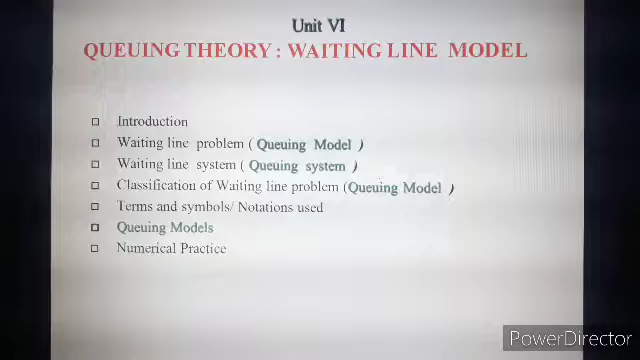 Unit VI
QUEUING THEORY : WAITING LINE MODEL
Introduction
Waiting line problem ( Queuing Model )
Waiting line system ( Queuing system )
Classification of Waiting line problem (Queuing Model )
Terms and symbols/ Notations used
Queuing Models
Numerical Practice
PowerDirector